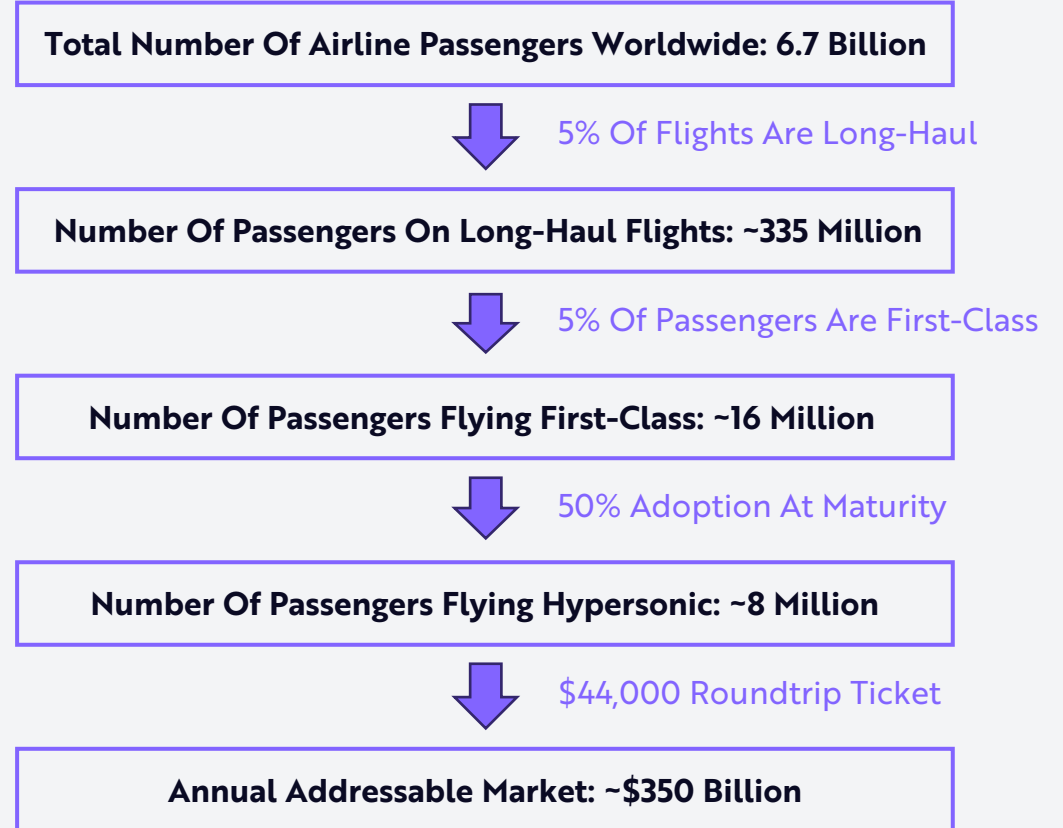 Total Number Of Airline Passengers Worldwide: 6.7 Billion
5% Of Flights Are Long-Haul
Number Of Passengers On Long-Haul Flights: ~335 Million
5% Of Passengers Are First-Class
Number Of Passengers Flying First-Class: ~16 Million
50% Adoption At Maturity
Number Of Passengers Flying Hypersonic: ~8 Million
$44,000 Roundtrip Ticket
Annual Addressable Market: ~$350 Billion